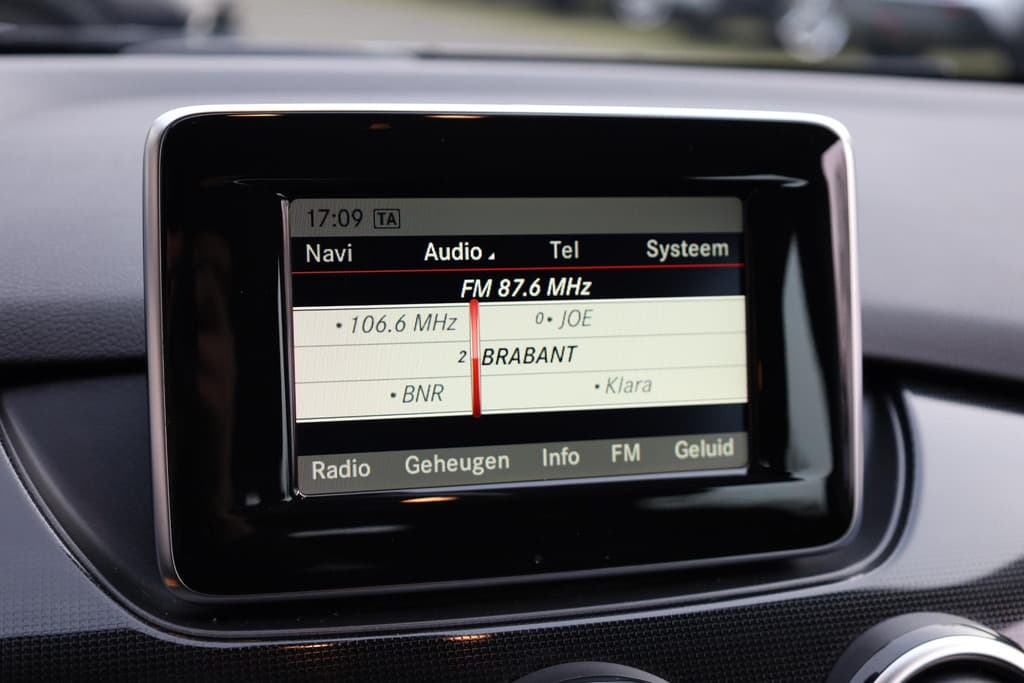 17:09 TA
Navi Audio Tel Systeem
FM 87.6 MHz
• 106.6 MHz 0• JOE
2 BRABANT
• BNR • Klara
Radio Geheugen Info FM Geluid